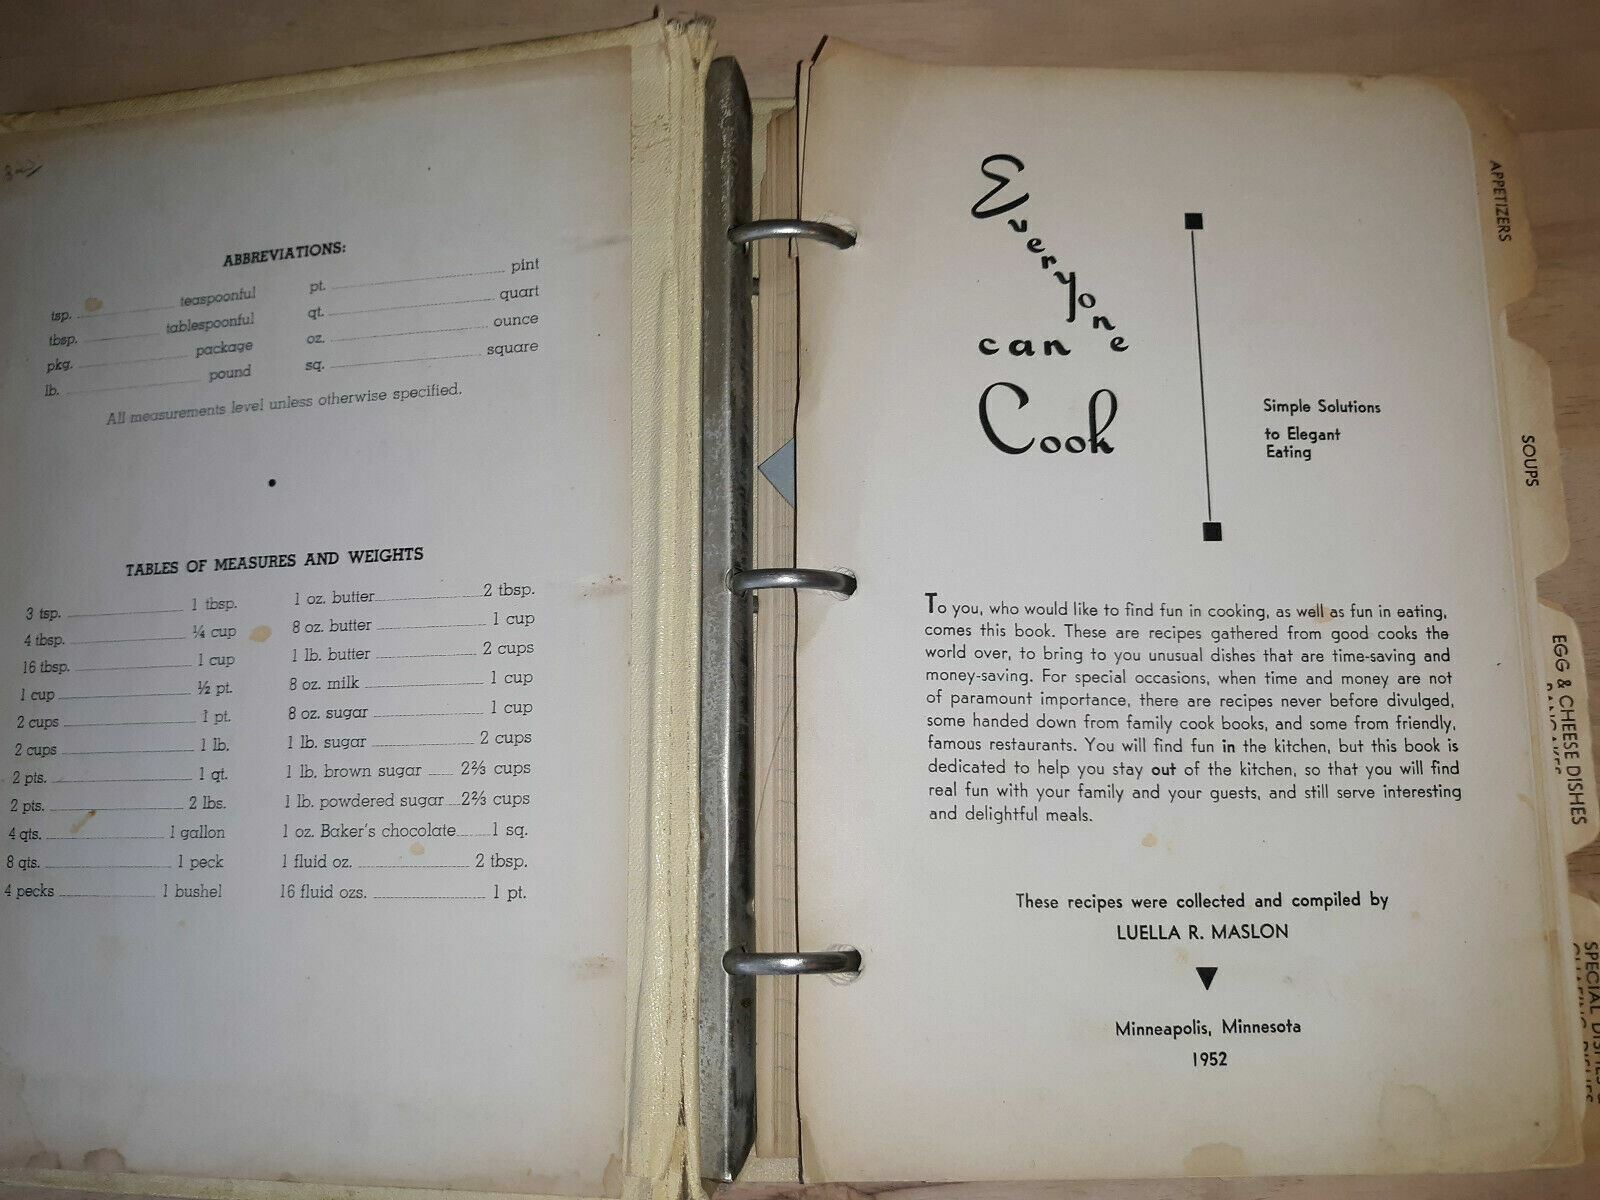 ABBREVIATIONS:
tsp. teaspoonful
tbsp. tablespoonful
pkg. package
lb. pound
pt. pint
qt. quart
oz. ounce
sq. square
All measurements level unless otherwise specified.
TABLES OF MEASURES AND WEIGHTS
3 tsp. 1 tbsp.
4 tbsp. ¼ cup
16 tbsp. 1 cup
1 cup ½ pt.
2 cups 1 pt.
2 cups 1 lb.
2 pts. 1 qt.
2 pts. 2 lbs.
4 qts. 1 gallon
8 qts. 1 peck
4 pecks 1 bushel
1 oz. butter 2 tbsp.
8 oz. butter 1 cup
1 lb. butter 2 cups
8 oz. milk 1 cup
8 oz. sugar 1 cup
1 lb. sugar 2 cups
1 lb. brown sugar 2⅔ cups
1 lb. powdered sugar 2⅔ cups
1 oz. Baker's chocolate 1 sq.
1 fluid oz. 2 tbsp.
16 fluid ozs. 1 pt.
Everyone
can
Cook
Simple Solutions
to Elegant
Eating
To you, who would like to find fun in cooking, as well as fun in eating,
comes this book. These are recipes gathered from good cooks the
world over, to bring to you unusual dishes that are time-saving and
money-saving. For special occasions, when time and money are not
of paramount importance, there are recipes never before divulged,
some handed down from family cook books, and some from friendly,
famous restaurants. You will find fun in the kitchen, but this book is
dedicated to help you stay out of the kitchen, so that you will find
real fun with your family and your guests, and still serve interesting
and delightful meals.
These recipes were collected and compiled by
LUELLA R. MASLON
Minneapolis, Minnesota
1952
APPETIZERS
SOUPS
EGG & CHEESE DISHES
PANCAKES
SPECIAL DISHES &
CHAFING DISHES